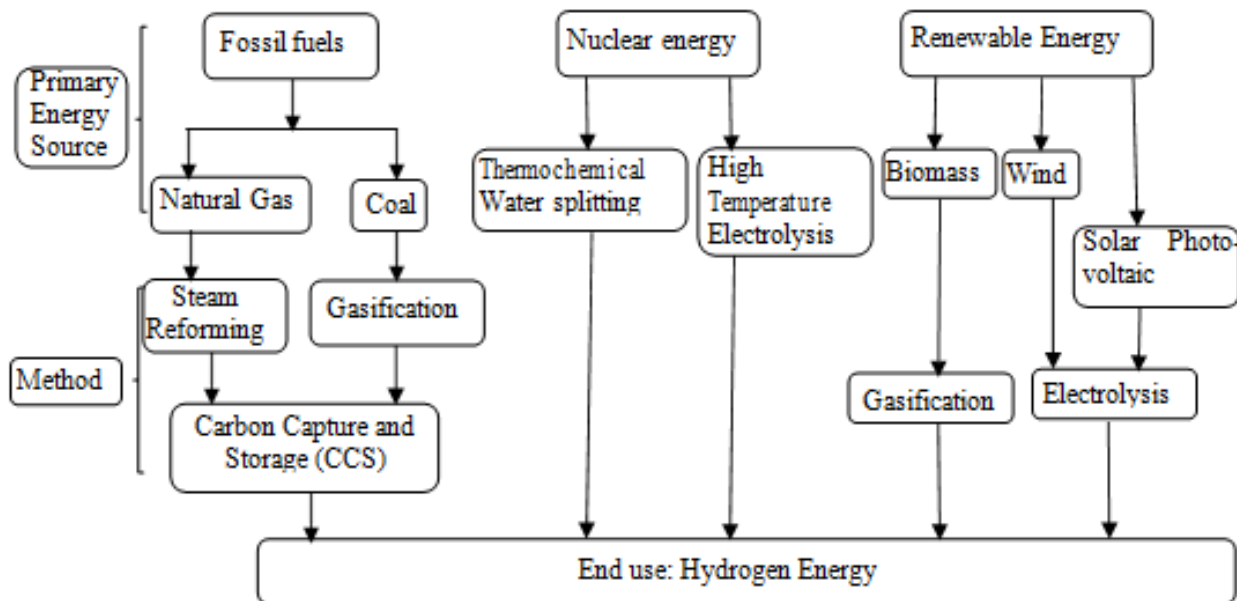 Fossil fuels
Nuclear energy
Renewable Energy
Primary
Energy
Source
Natural Gas
Coal
Thermochemical
Water splitting
High
Temperature
Electrolysis
Biomass
Wind
Solar Photo-
voltaic
Steam
Reforming
Gasification
Method
Gasification
Electrolysis
Carbon Capture and
Storage (CCS)
End use: Hydrogen Energy